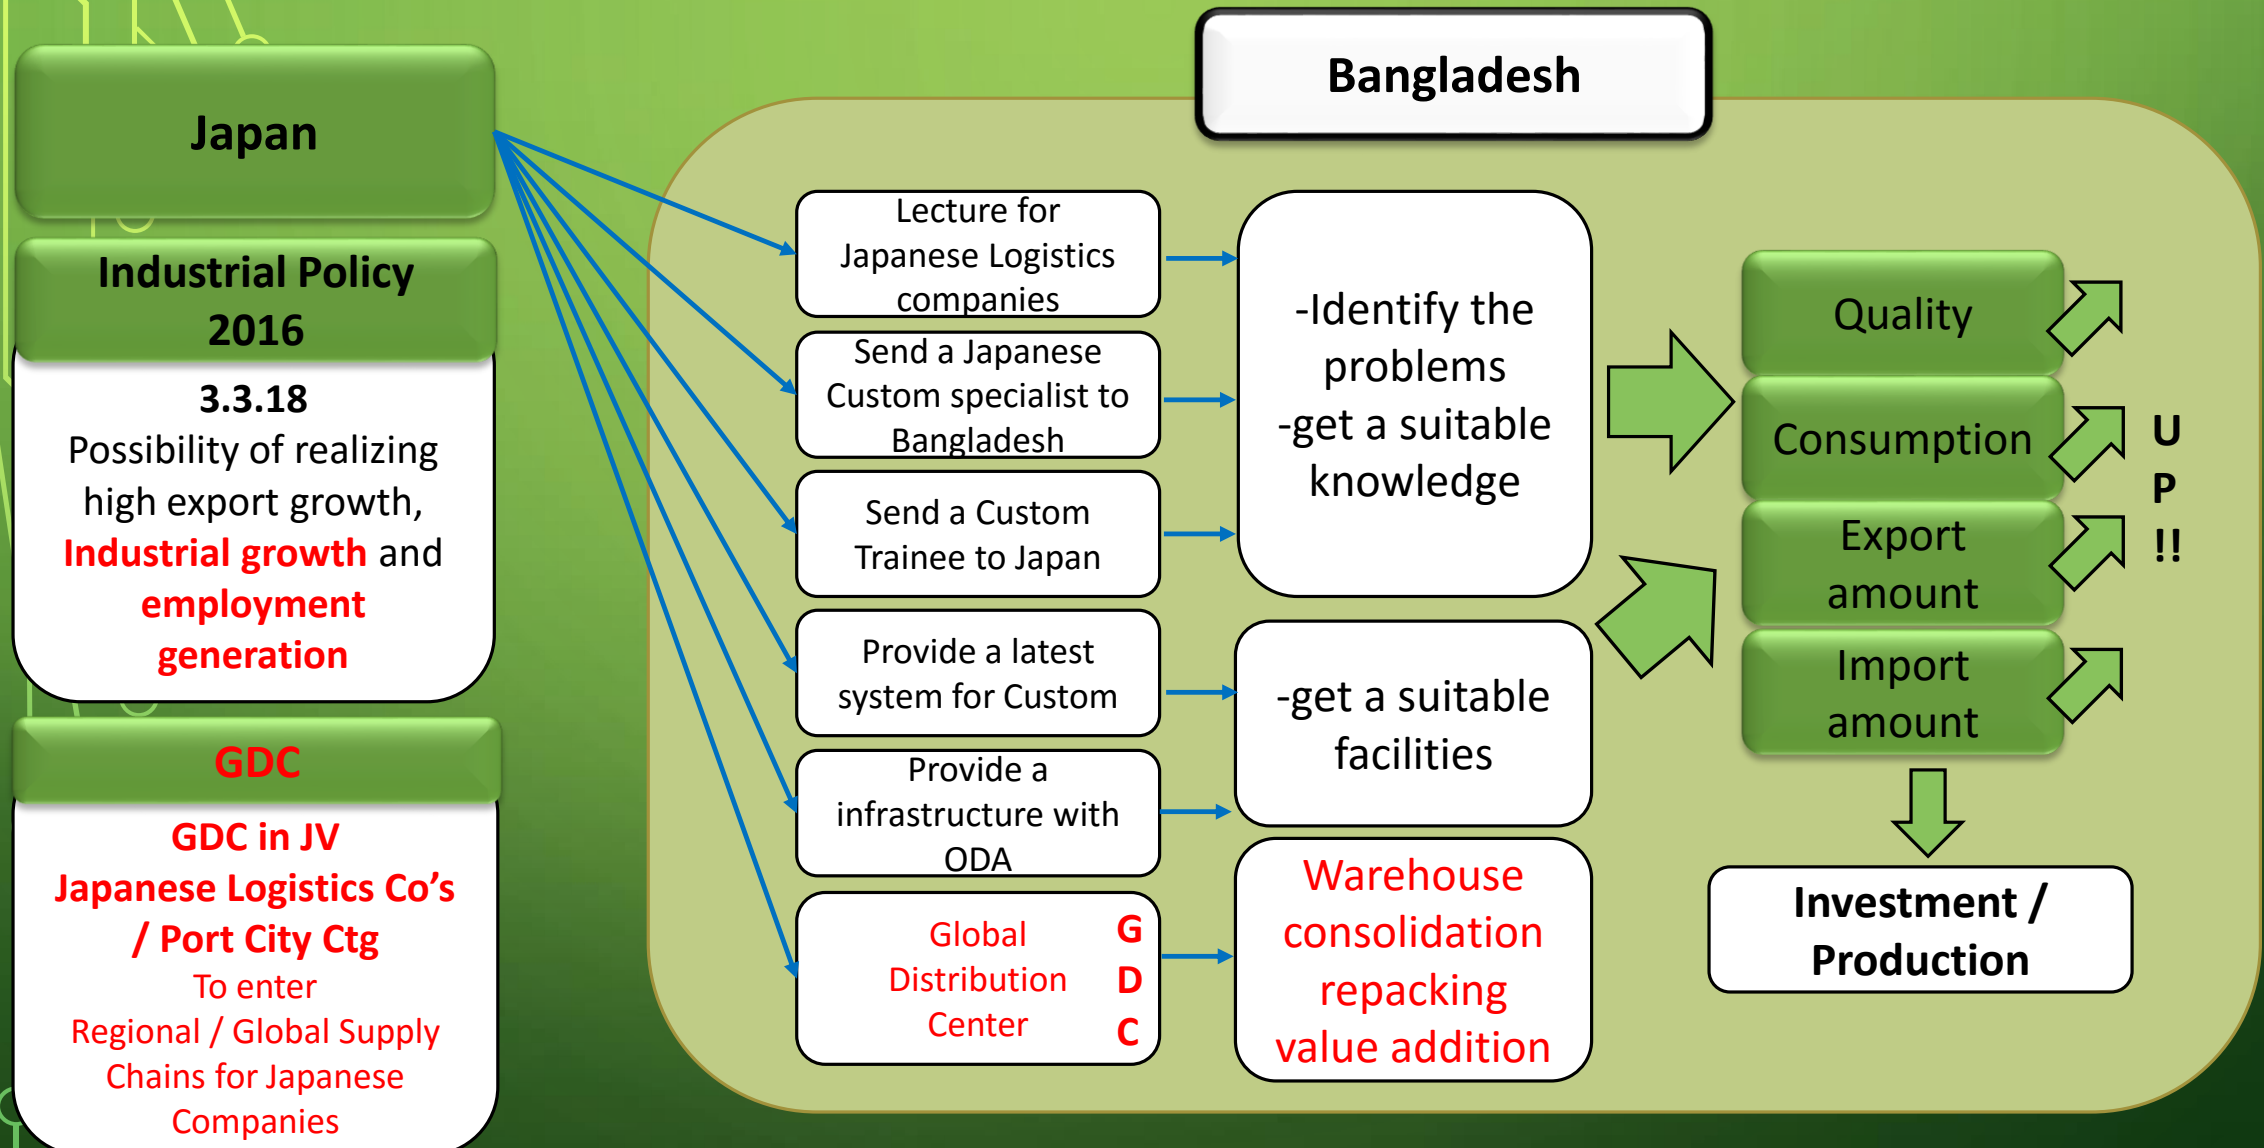 Bangladesh
Japan
Industrial Policy
2016
3.3.18
Possibility of realizing
high export growth,
Industrial growth and
employment
generation
GDC
GDC in JV
Japanese Logistics Co’s
/ Port City Ctg
To enter
Regional / Global Supply
Chains for Japanese
Companies
Lecture for
Japanese Logistics
companies
Send a Japanese
Custom specialist to
Bangladesh
Send a Custom
Trainee to Japan
Provide a latest
system for Custom
Provide a
infrastructure with
ODA
Global
Distribution
Center
G
D
C
-Identify the
problems
-get a suitable
knowledge
-get a suitable
facilities
Warehouse
consolidation
repacking
value addition
Quality
Consumption
Export
amount
Import
amount
U
P
!!
Investment /
Production